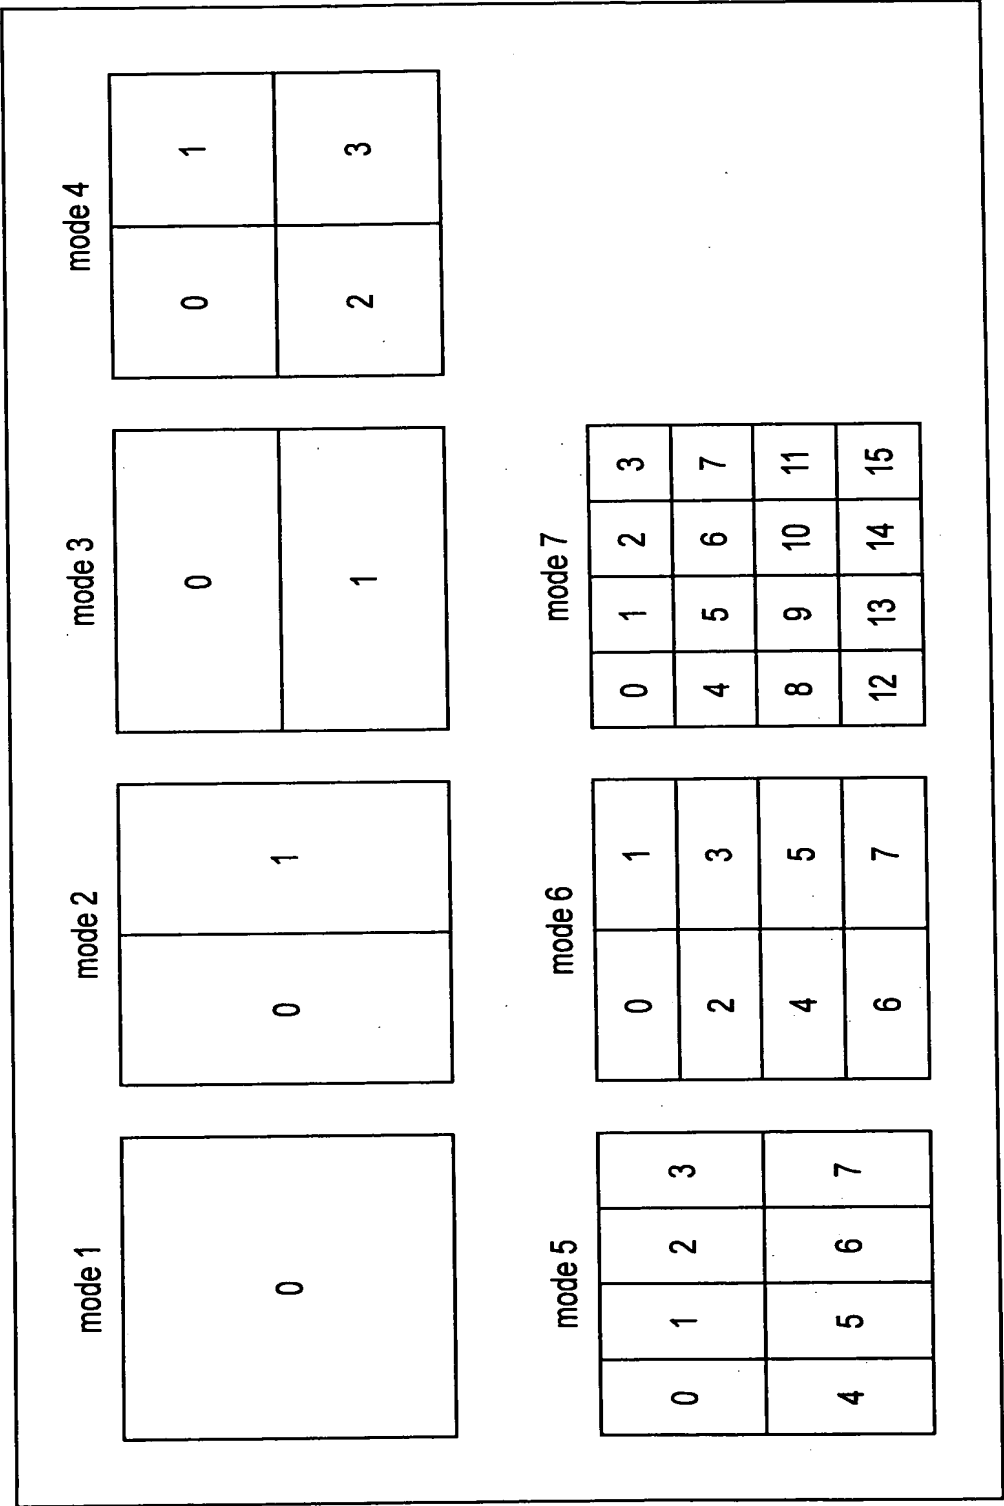 mode 1
0
mode 2
0 1
mode 3
0
1
mode 4
0 1
2 3
mode 5
0 1 2 3
4 5 6 7
mode 6
0 1
2 3
4 5
6 7
mode 7
0 1 2 3
4 5 6 7
8 9 10 11
12 13 14 15